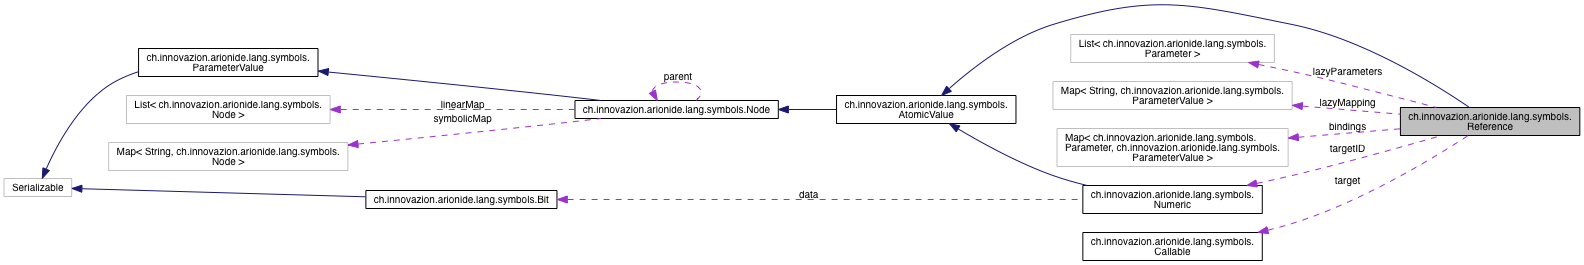 ch.innovazion.arionide.lang.symbols.
ParameterValue
List< ch.innovazion.arionide.lang.symbols.
Node >
Map< String, ch.innovazion.arionide.lang.symbols.
Node >
Serializable
ch.innovazion.arionide.lang.symbols.Bit
parent
linearMap
symbolicMap
ch.innovazion.arionide.lang.symbols.Node
data
ch.innovazion.arionide.lang.symbols.
AtomicValue
List< ch.innovazion.arionide.lang.symbols.
Parameter >
Map< String, ch.innovazion.arionide.lang.symbols.
ParameterValue >
Map< ch.innovazion.arionide.lang.symbols.
Parameter, ch.innovazion.arionide.lang.symbols.
ParameterValue >
ch.innovazion.arionide.lang.symbols.
Numeric
ch.innovazion.arionide.lang.symbols.
Callable
lazyParameters
lazyMapping
bindings
targetID
target
ch.innovazion.arionide.lang.symbols.
Reference